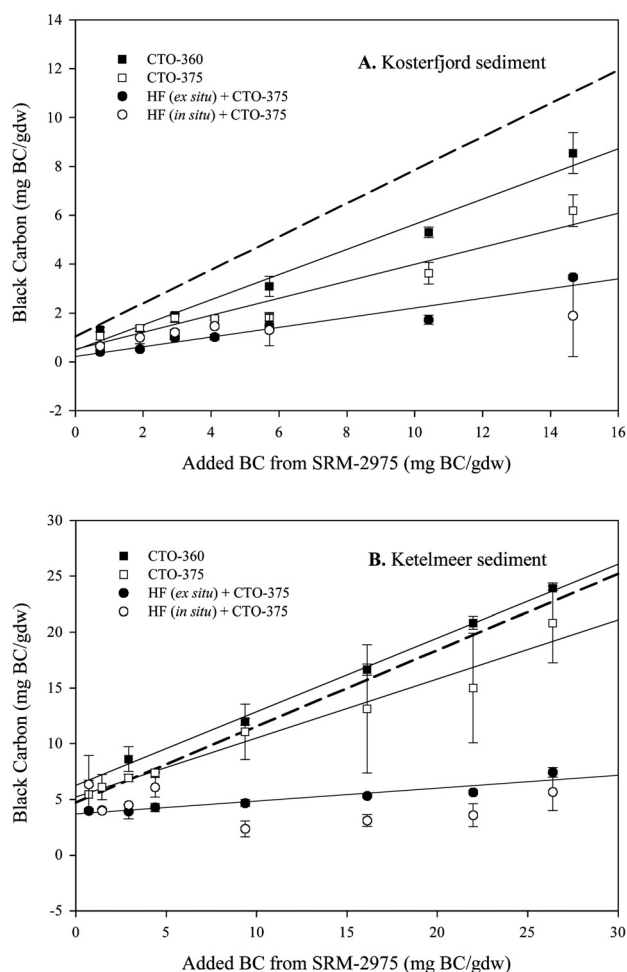 14
12
10
8
6
4
2
0
-2
Black Carbon (mg BC/gdw)
CTO-360
CTO-375
HF (ex situ) + CTO-375
HF (in situ) + CTO-375
A. Kosterfjord sediment
0 2 4 6 8 10 12 14 16
Added BC from SRM-2975 (mg BC/gdw)
30
25
20
15
10
5
0
-5
Black Carbon (mg BC/gdw)
CTO-360
CTO-375
HF (ex situ) + CTO-375
HF (in situ) + CTO-375
B. Ketelmeer sediment
0 5 10 15 20 25 30
Added BC from SRM-2975 (mg BC/gdw)